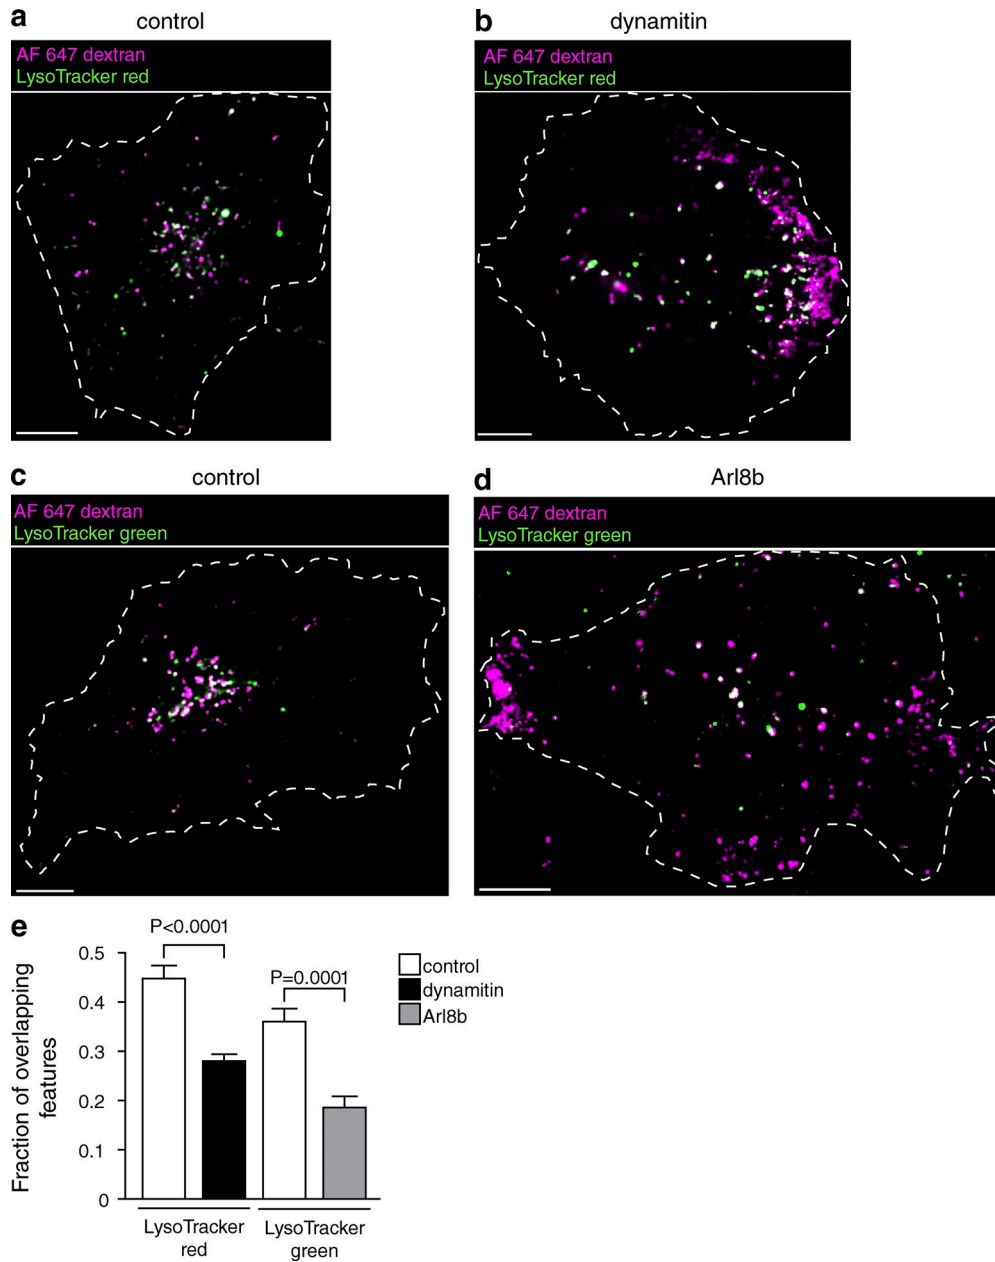 a
control
AF 647 dextran
LysoTracker red
b
dynamitin
AF 647 dextran
LysoTracker red
c
control
AF 647 dextran
LysoTracker green
d
Arl8b
AF 647 dextran
LysoTracker green
e
P<0.0001
P=0.0001
0.5
0.4
0.3
0.2
0.1
0
Fraction of overlapping
features
LysoTracker
red
LysoTracker
green
control
dynamitin
Arl8b